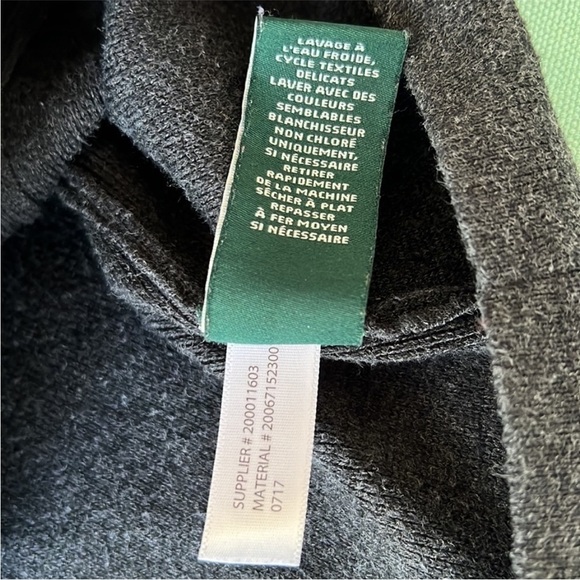 LAVAGE À
L'EAU FROIDE,
CYCLE TEXTILES
DÉLICATS
LAVER AVEC DES
COULEURS
SEMBLABLES
BLANCHISSEUR
NON CHLORÉ
UNIQUEMENT,
SI NÉCESSAIRE
RETIRER
RAPIDEMENT
DE LA MACHINE
SÉCHER À PLAT
REPASSER
À FER MOYEN
SI NÉCESSAIRE
SUPPLIER # 200011603
MATERIAL # 20067152300
0717